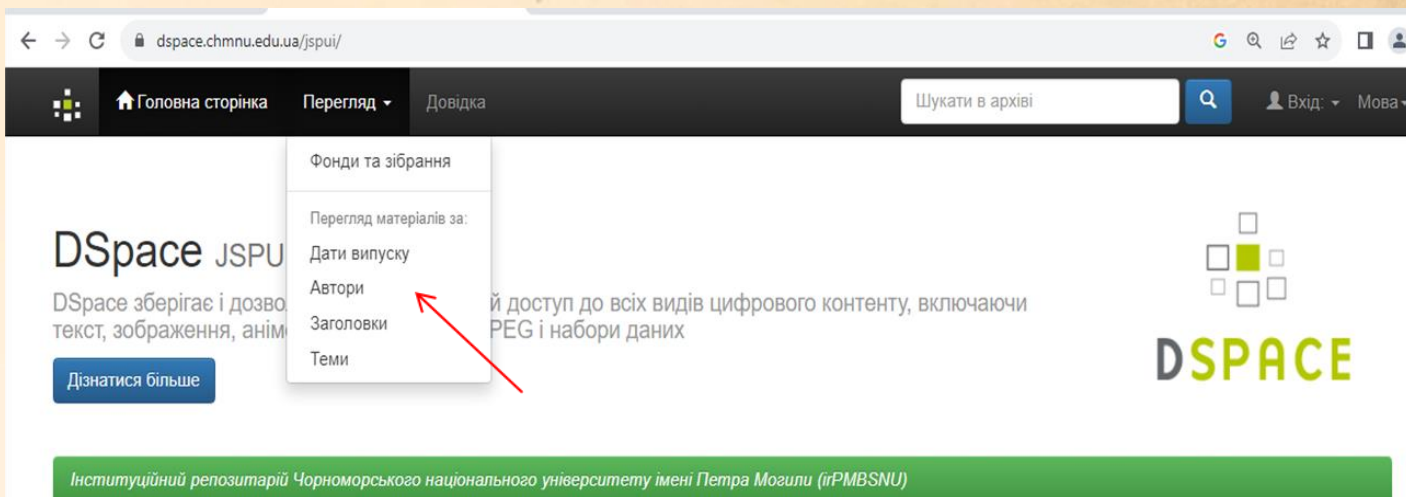 dspace.chmnu.edu.ua/jspui/
Головна сторінка Перегляд Довідка Шукати в архіві Вхід: Мова
Фонди та зібрання
Перегляд матеріалів за:
Дати випуску
Автори
Заголовки
Теми
DSpace JSPU
DSpace зберігає і дозво й доступ до всіх видів цифрового контенту, включаючи
текст, зображення, анім PEG і набори даних
Дізнатися більше
DSPACE
Інституційний репозитарій Чорноморського національного університету імені Петра Могили (irPMBSNU)